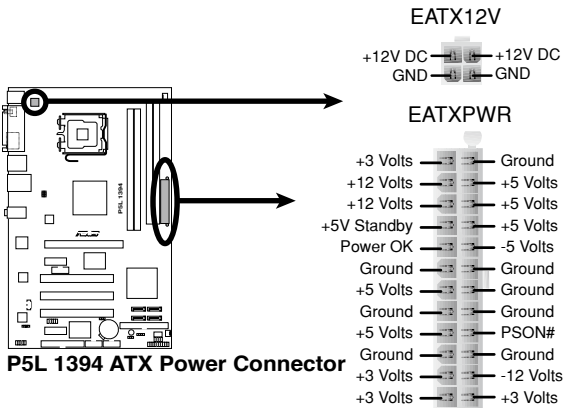 EATX12V
+12V DC +12V DC
GND GND
EATXPWR
+3 Volts Ground
+12 Volts +5 Volts
+12 Volts +5 Volts
+5V Standby +5 Volts
Power OK -5 Volts
Ground Ground
+5 Volts Ground
Ground Ground
+5 Volts PSON#
Ground Ground
+3 Volts -12 Volts
+3 Volts +3 Volts
P5L 1394
ASUS
P5L 1394 ATX Power Connector